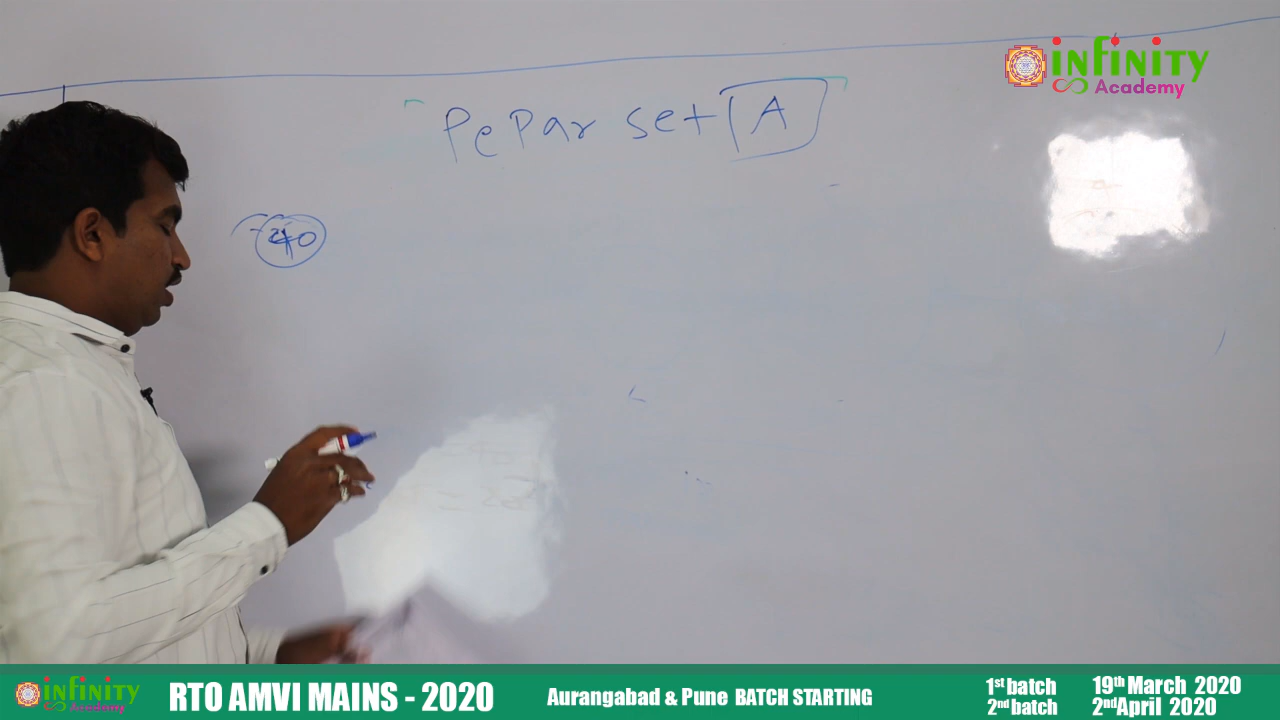 infinity
Academy
PePar set A
40
infinity
Academy
RTO AMVI MAINS - 2020
Aurangabad & Pune BATCH STARTING
1st batch 19th March 2020
2nd batch 2nd April 2020